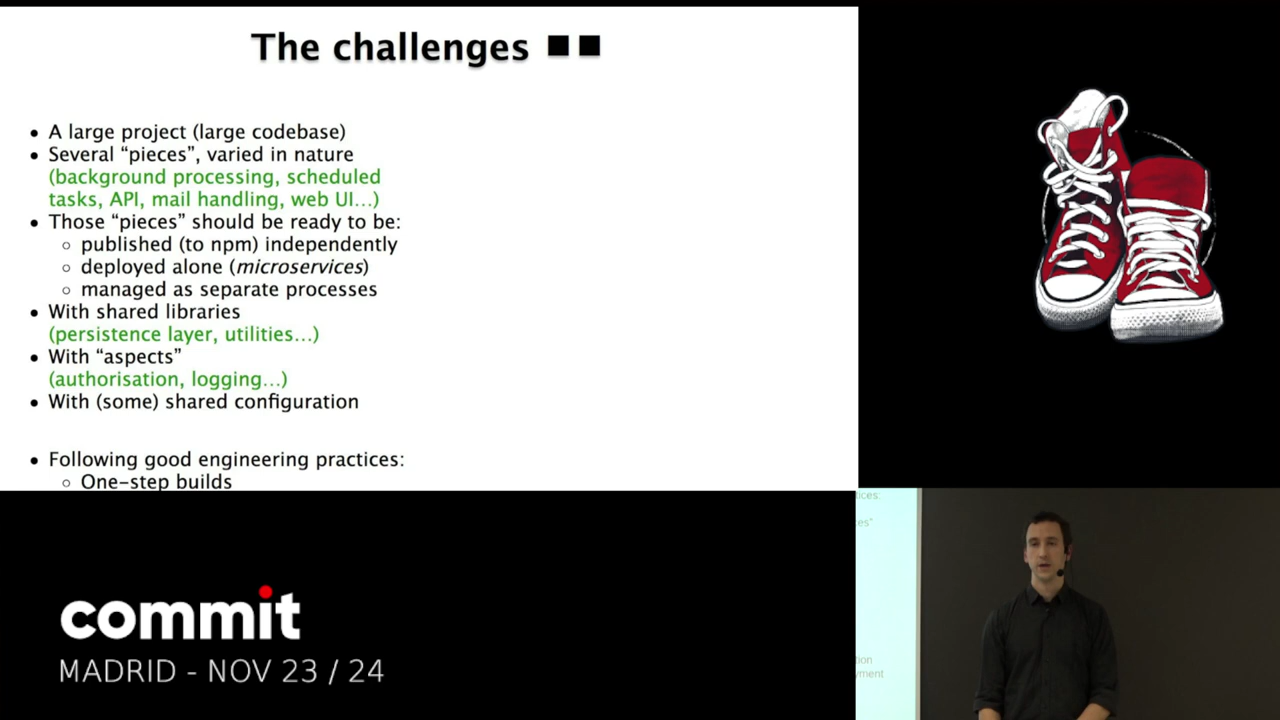 The challenges
• A large project (large codebase)
• Several “pieces”, varied in nature
(background processing, scheduled
tasks, API, mail handling, web UI…)
• Those “pieces” should be ready to be:
◦ published (to npm) independently
◦ deployed alone (microservices)
◦ managed as separate processes
• With shared libraries
(persistence layer, utilities…)
• With “aspects”
(authorisation, logging…)
• With (some) shared configuration
• Following good engineering practices:
◦ One-step builds
commit
MADRID - NOV 23 / 24